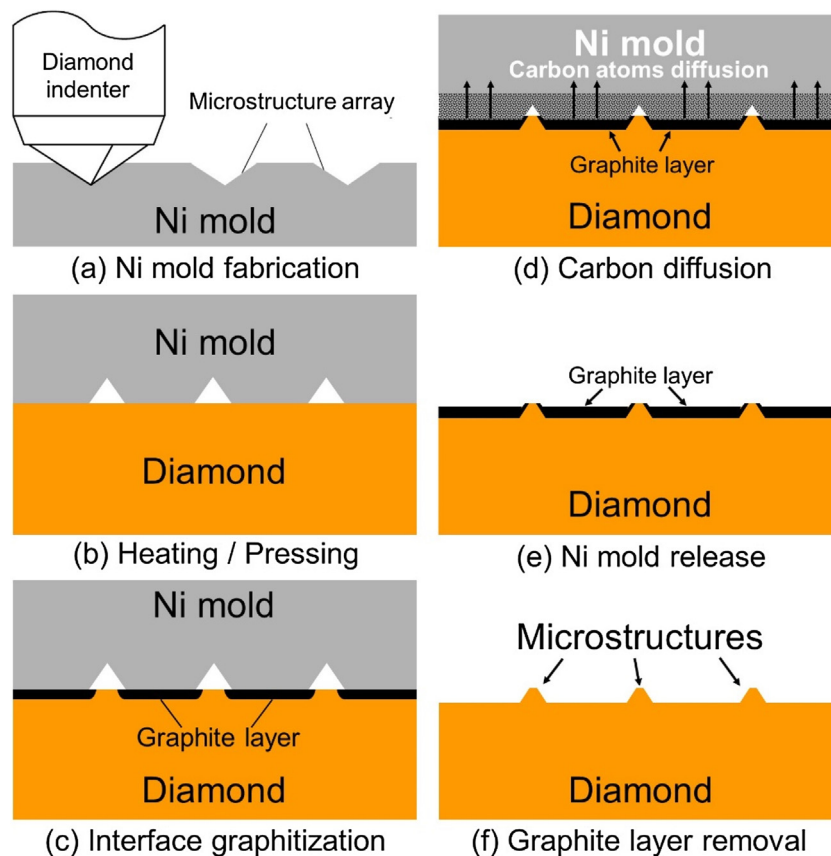 Diamond
indenter
Microstructure array
Ni mold
(a) Ni mold fabrication
Ni mold
Diamond
(b) Heating / Pressing
Ni mold
Graphite layer
Diamond
(c) Interface graphitization
Ni mold
Carbon atoms diffusion
Graphite layer
Diamond
(d) Carbon diffusion
Graphite layer
Diamond
(e) Ni mold release
Microstructures
Diamond
(f) Graphite layer removal